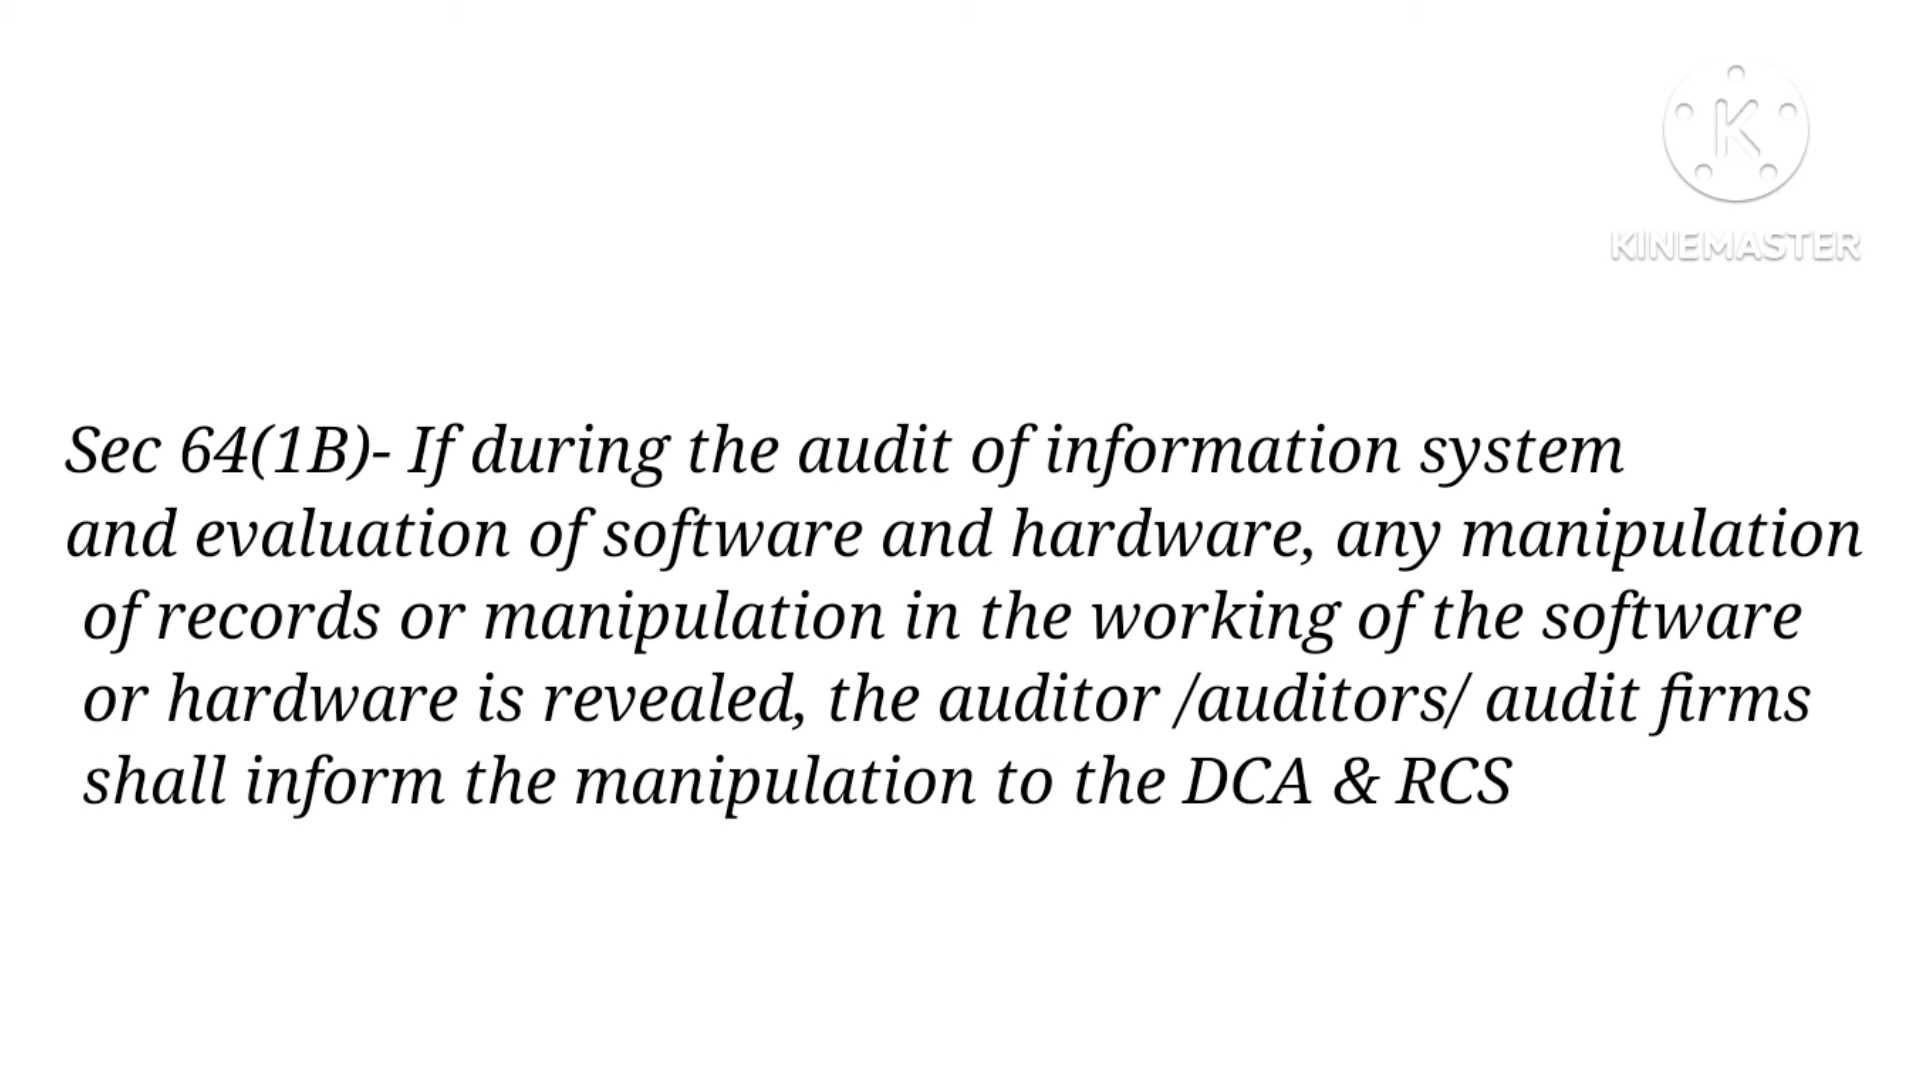 KINEMASTER
Sec 64(1B)- If during the audit of information system
and evaluation of software and hardware, any manipulation
of records or manipulation in the working of the software
or hardware is revealed, the auditor /auditors/ audit firms
shall inform the manipulation to the DCA & RCS